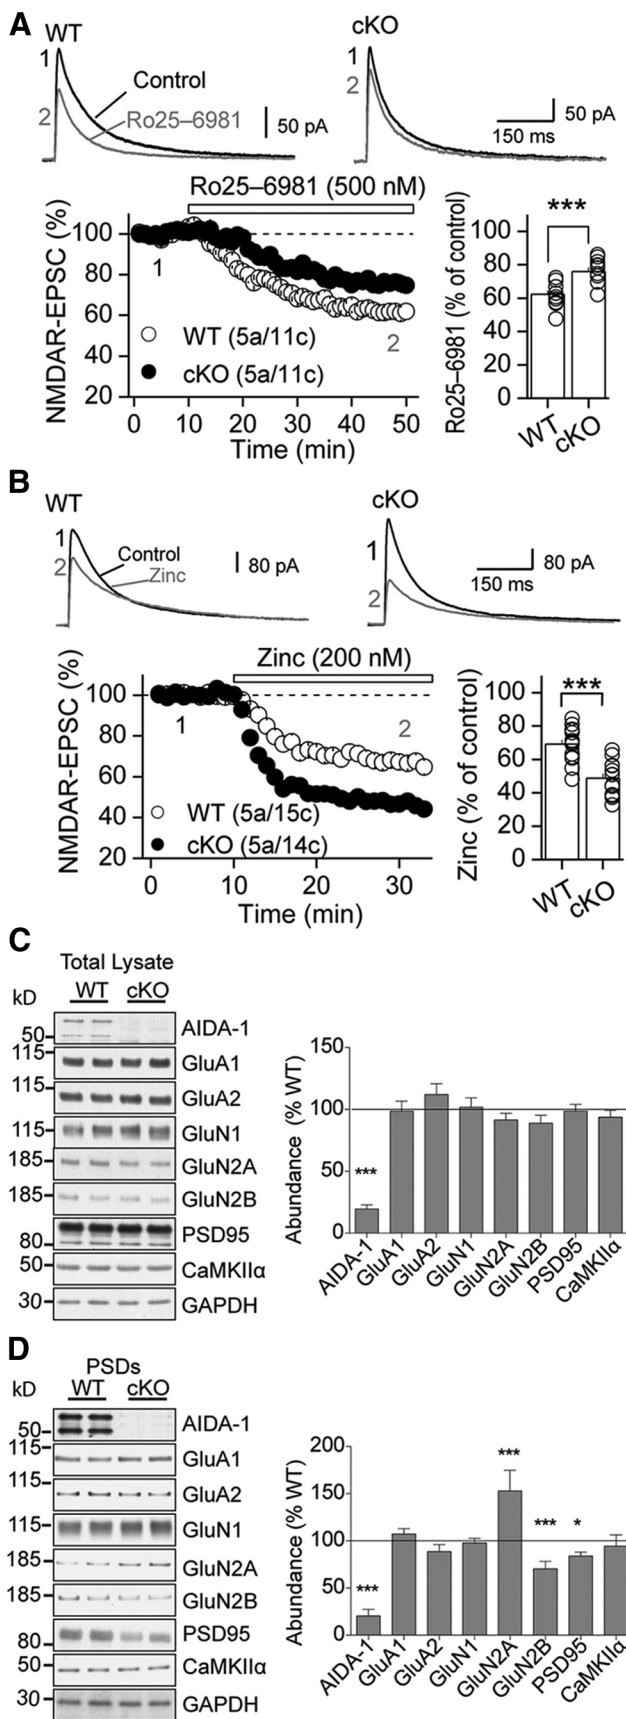 A
WT
cKO
1
Control
2
Ro25–6981
50 pA
1
2
50 pA
150 ms
Ro25–6981 (500 nM)
NMDAR-EPSC (%)
100
80
60
40
20
1
2
WT (5a/11c)
cKO (5a/11c)
0 10 20 30 40 50
Time (min)
Ro25–6981 (% of control)
***
100
80
60
40
20
0
WT
cKO
B
WT
cKO
1
Control
2
Zinc
80 pA
1
2
80 pA
150 ms
Zinc (200 nM)
NMDAR-EPSC (%)
100
80
60
40
20
1
2
WT (5a/15c)
cKO (5a/14c)
0 10 20 30
Time (min)
Zinc (% of control)
***
100
80
60
40
20
0
WT
cKO
C
Total Lysate
kD WT cKO
50 AIDA-1
115 GluA1
115 GluA2
115 GluN1
185 GluN2A
185 GluN2B
80 PSD95
50 CaMKIIα
30 GAPDH
Abundance (% WT)
150
100
50
0
***
AIDA-1
GluA1
GluA2
GluN1
GluN2A
GluN2B
PSD95
CaMKIIα
D
PSDs
kD WT cKO
50 AIDA-1
115 GluA1
115 GluA2
115 GluN1
185 GluN2A
185 GluN2B
80 PSD95
50 CaMKIIα
30 GAPDH
Abundance (% WT)
200
150
100
50
0
***
***
***
*
AIDA-1
GluA1
GluA2
GluN1
GluN2A
GluN2B
PSD95
CaMKIIα